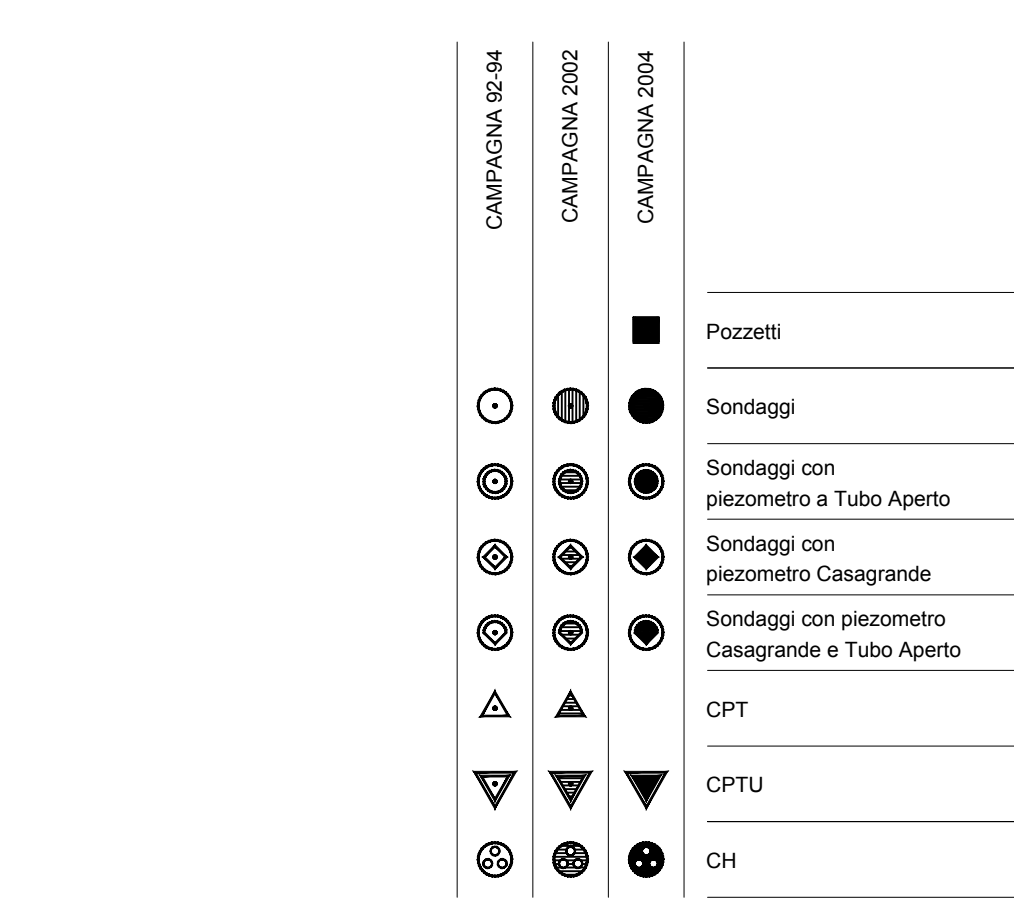 CAMPAGNA 92-94
CAMPAGNA 2002
CAMPAGNA 2004
Pozzetti
Sondaggi
Sondaggi con
piezometro a Tubo Aperto
Sondaggi con
piezometro Casagrande
Sondaggi con piezometro
Casagrande e Tubo Aperto
CPT
CPTU
CH